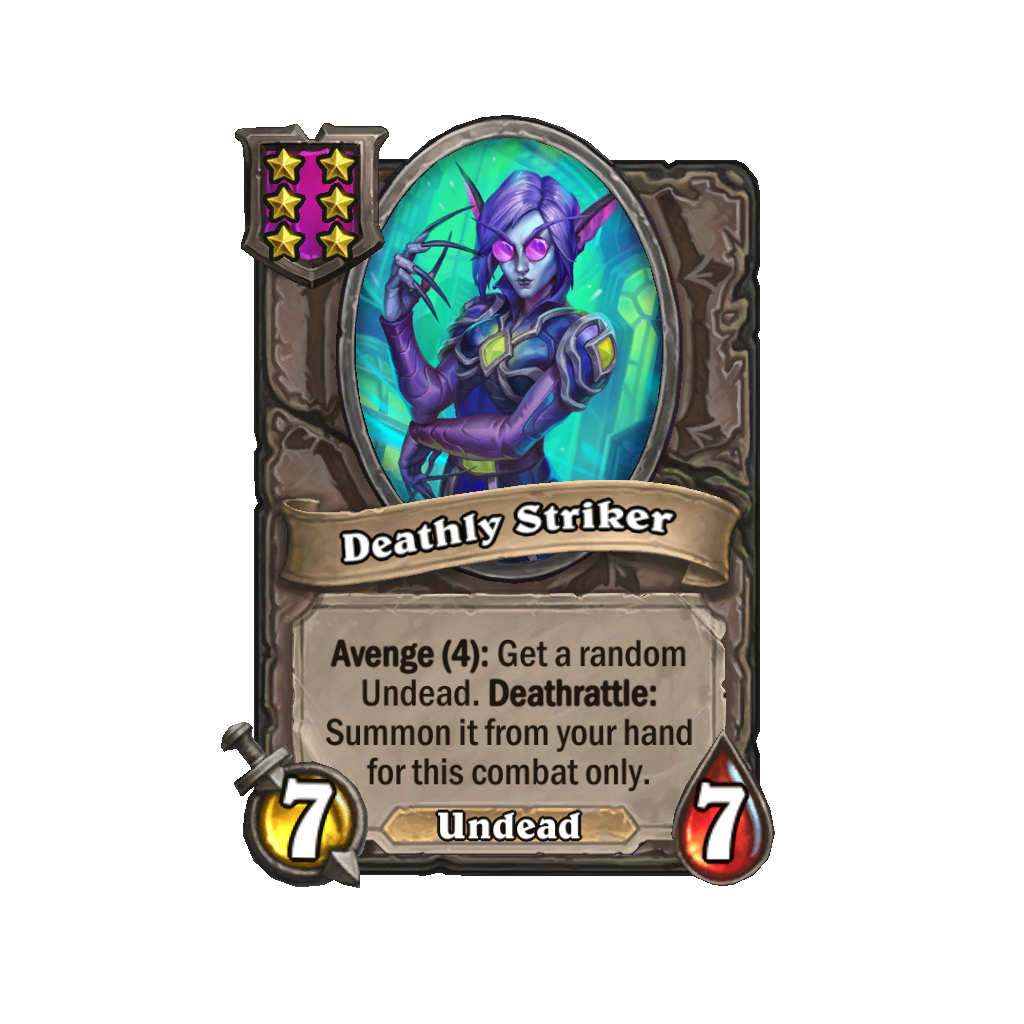 Deathly Striker
Avenge (4): Get a random
Undead. Deathrattle:
Summon it from your hand
for this combat only.
7
Undead
7